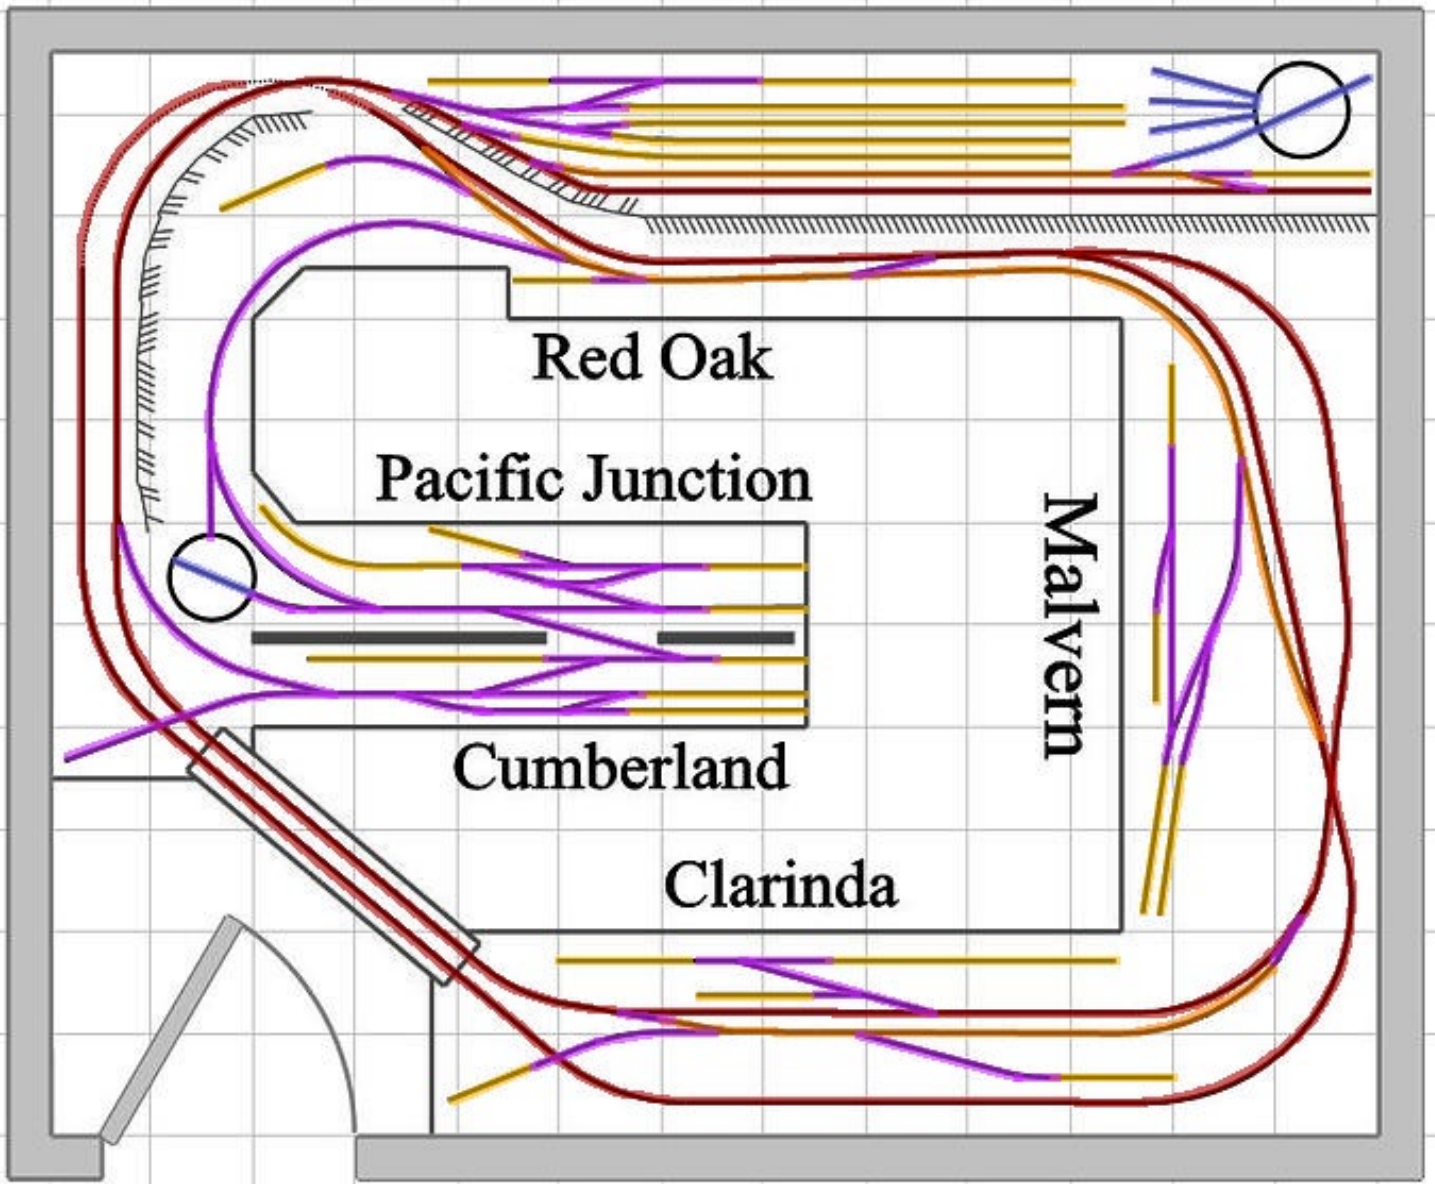 Red Oak
Pacific Junction
Malvern
Cumberland
Clarinda